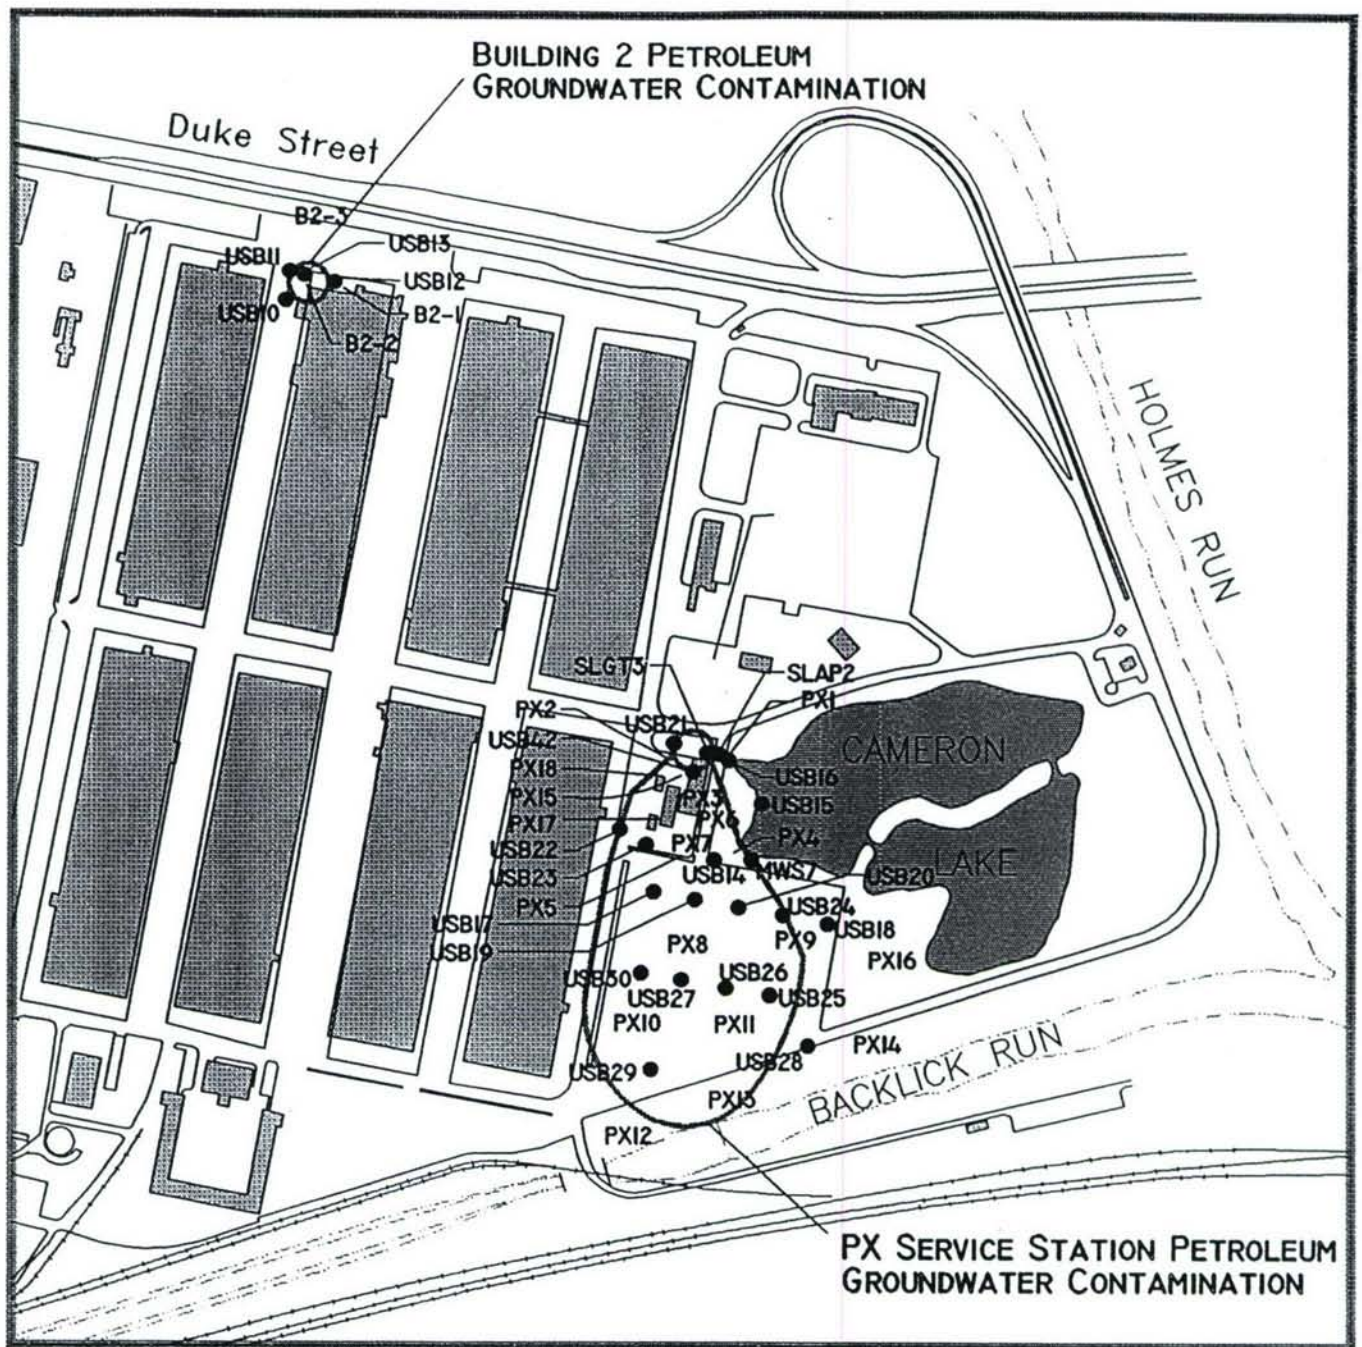 BUILDING 2 PETROLEUM
GROUNDWATER CONTAMINATION
Duke Street
B2-3
USB13
USB11
USB12
USB10
B2-1
B2-2
HOLMES RUN
SLGT3
SLAP2
PX2
PX1
USB21
USB42
CAMERON
PX18
USB16
PX15
PX3
USB15
PX17
PX6
PX4
USB22
PX7
LAKE
USB23
USB14
MWS7
USB20
PX5
USB24
USB17
USB18
PX8
PX9
USB19
PX16
USB30
USB26
USB27
USB25
PX10
PX11
PX14
USB28
USB29
BACKLICK RUN
PX13
PX12
PX SERVICE STATION PETROLEUM
GROUNDWATER CONTAMINATION